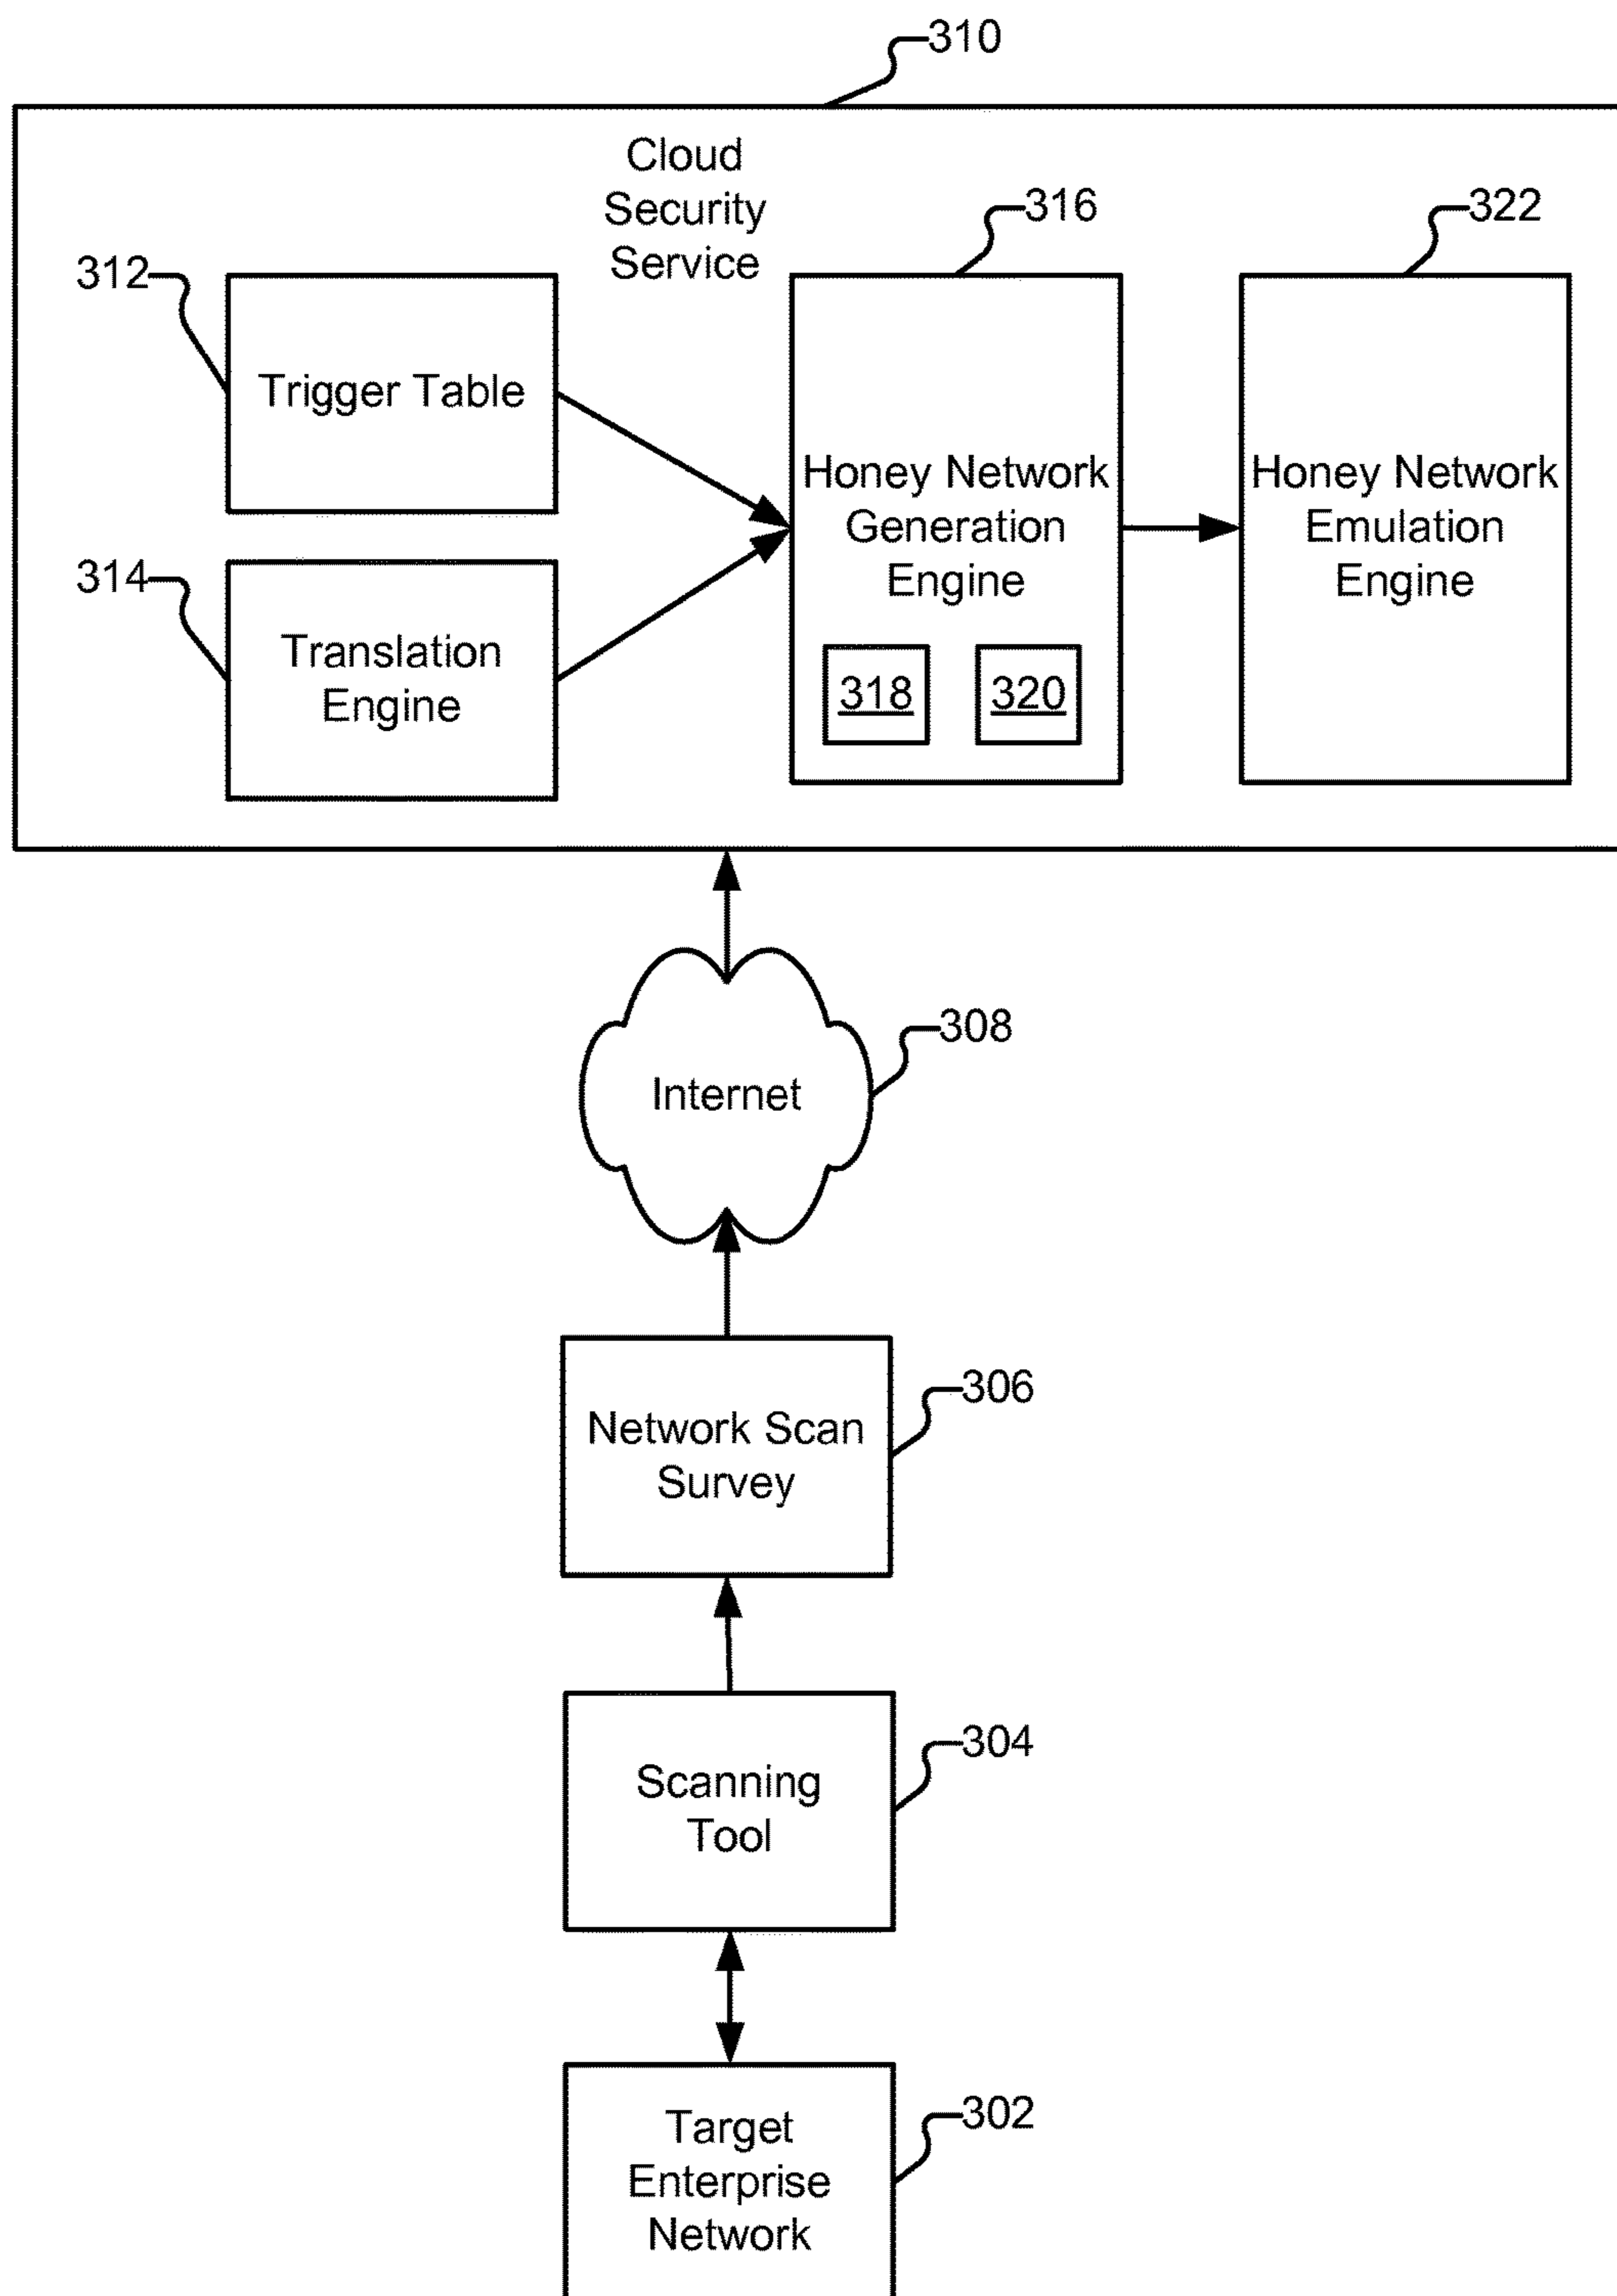 310
Cloud
Security
Service
316
322
312
Trigger Table
Honey Network
Generation
Engine
Honey Network
Emulation
Engine
314
Translation
Engine
318
320
308
Internet
306
Network Scan
Survey
304
Scanning
Tool
302
Target
Enterprise
Network